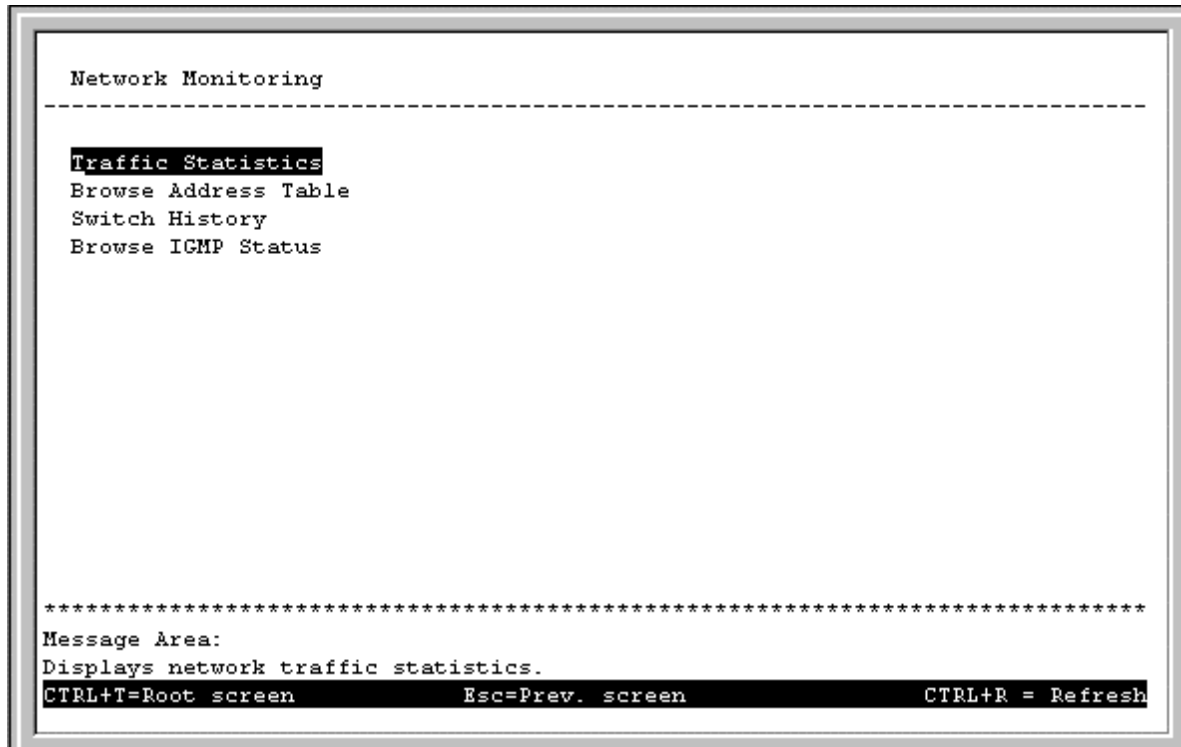 Network Monitoring
--------------------------------------------------------------------------------
Traffic Statistics
Browse Address Table
Switch History
Browse IGMP Status
********************************************************************************
Message Area:
Displays network traffic statistics.
CTRL+T=Root screen Esc=Prev. screen CTRL+R = Refresh